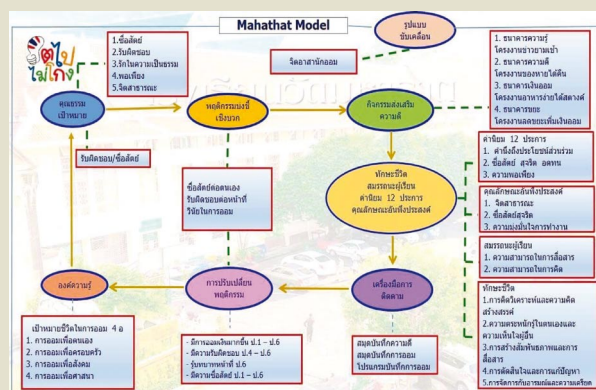 Mahathat Model
รูปแบบ
ขับเคลื่อน
โตไป
ไม่โกง
1.ซื่อสัตย์
2.รับผิดชอบ
3.รักในความเป็นธรรม
4.พอเพียง
5.จิตสาธารณะ
จิตอาสานักออม
1. ธนาคารความรู้
โครงงานข่าวยามเช้า
2. ธนาคารความดี
โครงงานของหายได้คืน
3. ธนาคารเงินออม
โครงงานอาหารง่ายได้สตางค์
4. ธนาคารขยะ
โครงงานลดขยะเพิ่มเงินออม
คุณธรรม
เป้าหมาย
พฤติกรรมบ่งชี้
เชิงบวก
กิจกรรมส่งเสริม
ความดี
รับผิดชอบ/ซื่อสัตย์
ซื่อสัตย์ต่อตนเอง
รับผิดชอบต่อหน้าที่
วินัยในการออม
ทักษะชีวิต
สมรรถนะผู้เรียน
ค่านิยม 12 ประการ
คุณลักษณะอันพึงประสงค์
ค่านิยม 12 ประการ
1. คำนึงถึงประโยชน์ส่วนร่วม
2. ซื่อสัตย์ สุจริต อดทน
3. ความพอเพียง
คุณลักษณะอันพึงประสงค์
1. จิตสาธารณะ
2. ซื่อสัตย์สุจริต
3. ความมุ่งมั่นใจการทำงาน
สมรรถนะผู้เรียน
1. ความสามารถในการสื่อสาร
2. ความสามารถในการคิด
องค์ความรู้
การปรับเปลี่ยน
พฤติกรรม
เครื่องมือการ
ติดตาม
ทักษะชีวิต
1.การคิดวิเคราะห์และความคิด
สร้างสรรค์
2.ความตระหนักรู้ในตนเองและ
ความเห็นใจผู้อื่น
3.การสร้างสัมพันธภาพและการ
สื่อสาร
4.การตัดสินใจและการแก้ปัญหา
5.การจัดการกับอารมณ์และความเครียด
เป้าหมายชีวิตในการออม 4 อ
1. การออมเพื่อตนเอง
2. การออมเพื่อครอบครัว
3. การออมเพื่อสังคม
4. การออมเพื่อศาสนา
- มีการออมเงินมากขึ้น ป.1 – ป.6
- มีความรับผิดชอบ ป.4 – ป.6
- รู้บทบาทหน้าที่ ป.6
- มีความซื่อสัตย์ ป.1 – ป.6
สมุดบันทึกความดี
สมุดบันทึกการออม
โปรแกรมบันทึกการออม